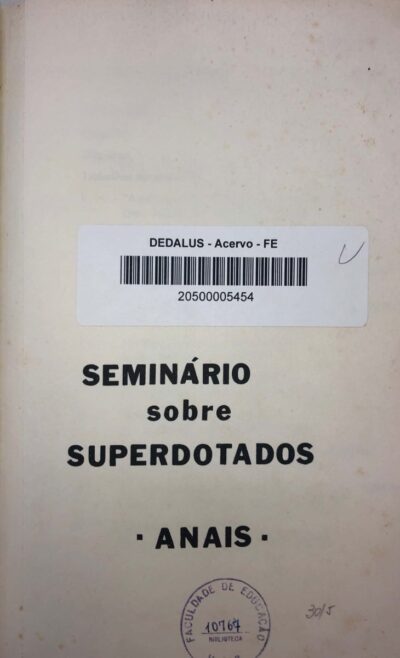 DEDALUS - Acervo - FE
20500005454
SEMINÁRIO
sobre
SUPERDOTADOS
· ANAIS ·
FACULDADE DE EDUCAÇÃO
10767
BIBLIOTECA